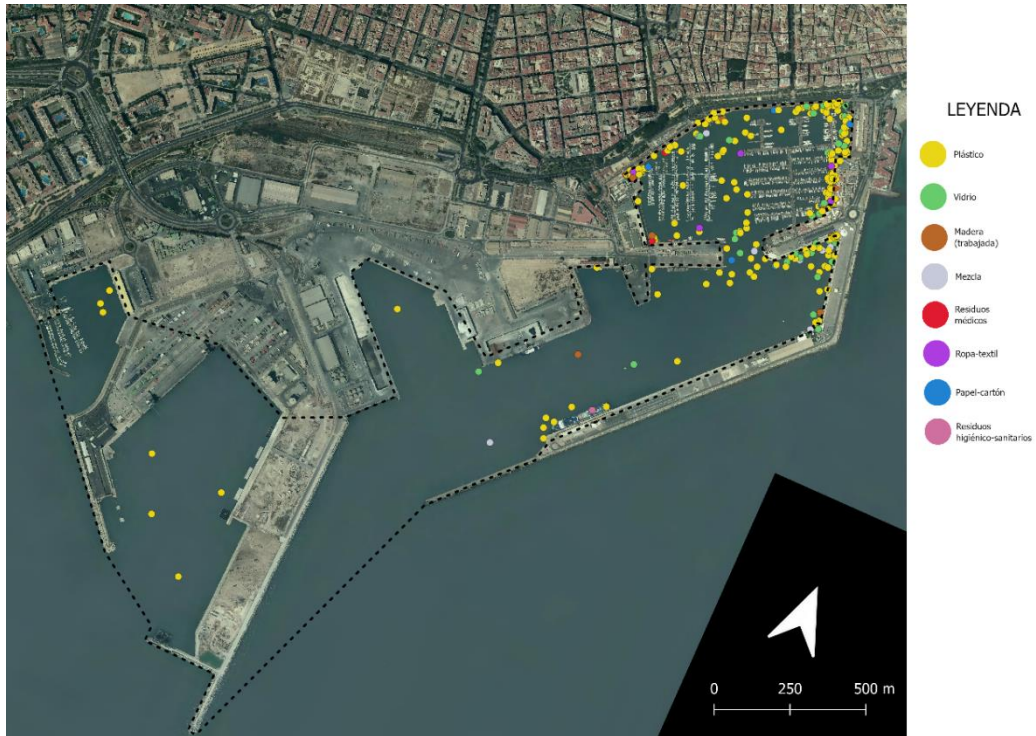 LEYENDA
Plástico
Vidrio
Madera
(trabajada)
Mezcla
Residuos
médicos
Ropa-textil
Papel-cartón
Residuos
higiénico-sanitarios
0 250 500 m